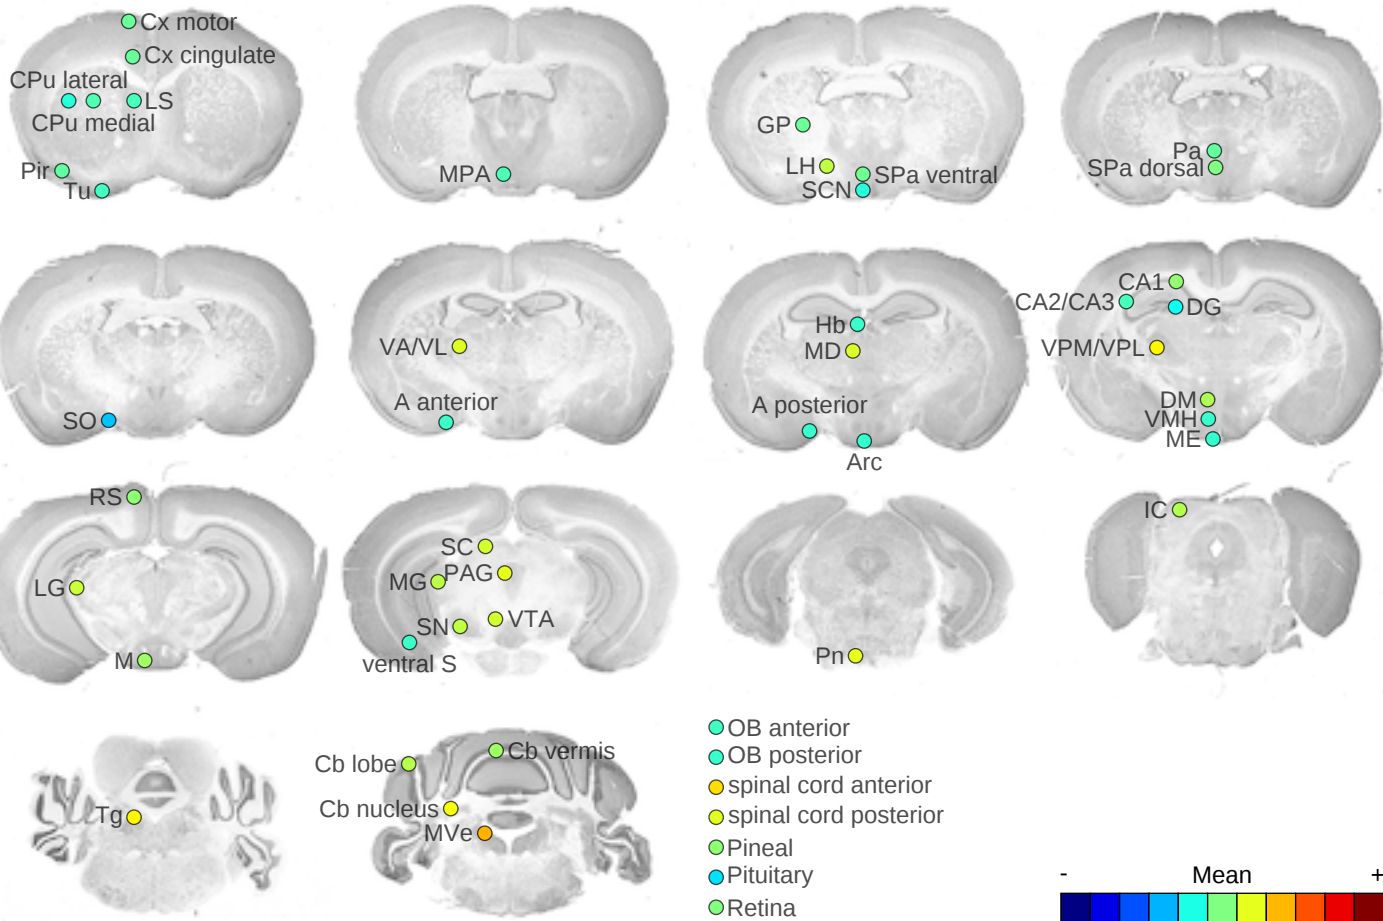 Cx motor
Cx cingulate
CPu lateral
LS
CPu medial
Pir
Tu
MPA
GP
LH
SPa ventral
SCN
Pa
SPa dorsal
SO
VA/VL
A anterior
Hb
MD
A posterior
Arc
CA1
CA2/CA3
DG
VPM/VPL
DM
VMH
ME
RS
LG
M
SC
PAG
MG
SN
VTA
ventral S
Pn
IC
Tg
Cb lobe
Cb vermis
Cb nucleus
MVe
OB anterior
OB posterior
spinal cord anterior
spinal cord posterior
Pineal
Pituitary
Retina
- Mean +